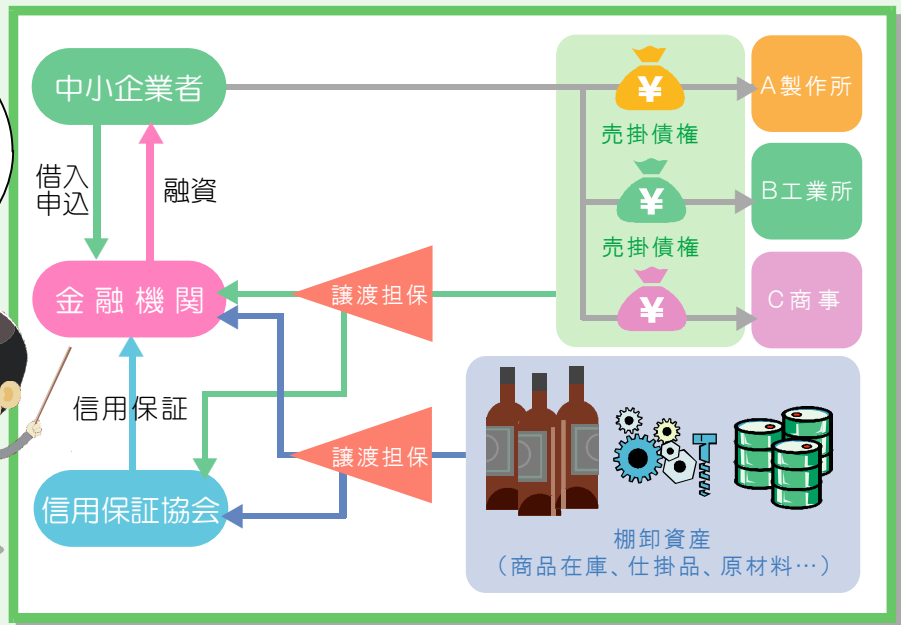 中小企業者
¥
A製作所
売掛債権
借入
申込
融資
¥
B工業所
売掛債権
金融機関
譲渡担保
¥
C商事
信用保証
譲渡担保
信用保証協会
棚卸資産
(商品在庫、仕掛品、原材料…)